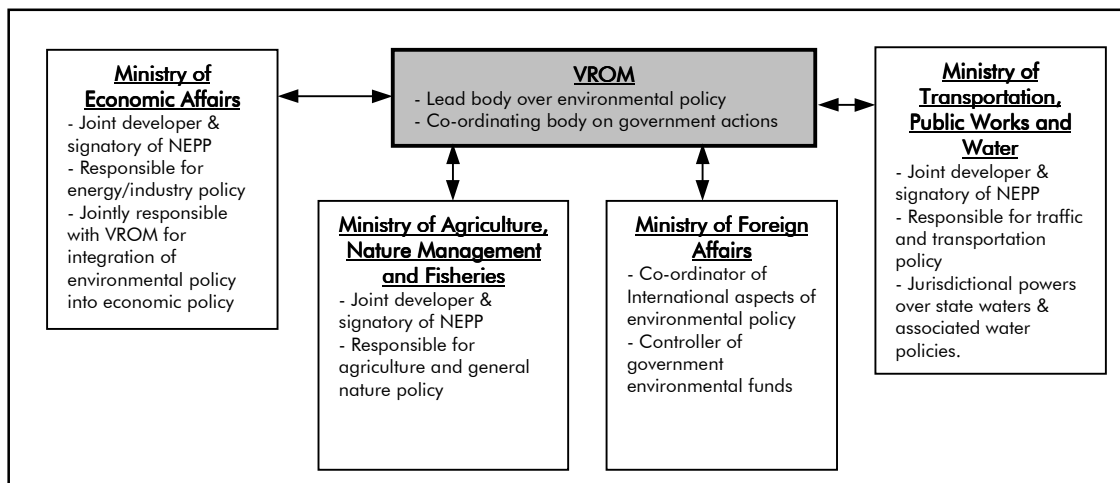 Ministry of
Economic Affairs
- Joint developer &
signatory of NEPP
- Responsible for
energy/industry policy
- Jointly responsible
with VROM for
integration of
environmental policy
into economic policy
VROM
- Lead body over environmental policy
- Co-ordinating body on government actions
Ministry of
Transportation,
Public Works and
Water
- Joint developer &
signatory of NEPP
- Responsible for traffic
and transportation
policy
- Jurisdictional powers
over state waters &
associated water
policies.
Ministry of Agriculture,
Nature Management
and Fisheries
- Joint developer &
signatory of NEPP
- Responsible for
agriculture and general
nature policy
Ministry of Foreign
Affairs
- Co-ordinator of
International aspects of
environmental policy
- Controller of
government
environmental funds